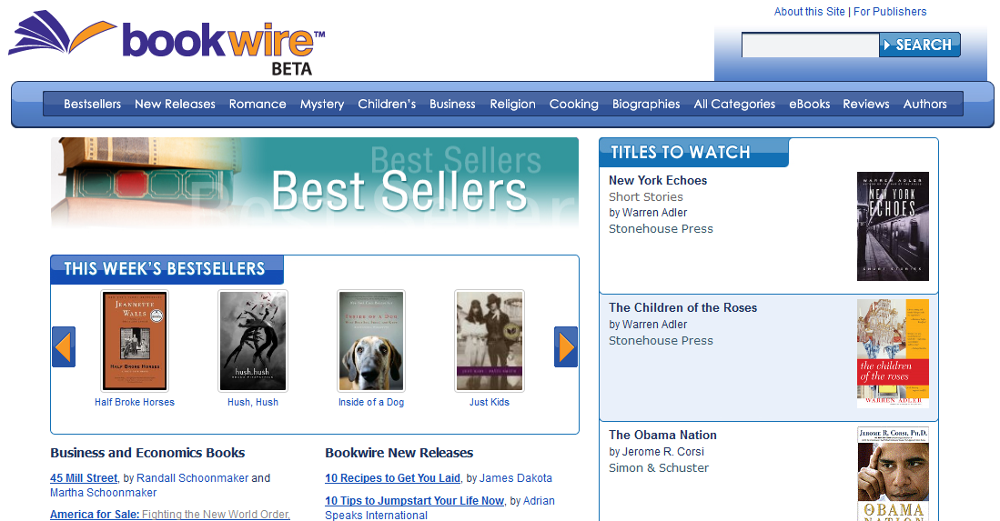 About this Site | For Publishers
bookwire™
BETA
SEARCH
Bestsellers New Releases Romance Mystery Children's Business Religion Cooking Biographies All Categories eBooks Reviews Authors
Best Sellers
Best Sellers
THIS WEEK'S BESTSELLERS
JEANNETTE
WALLS
HALF BROKE HORSES
hush, hush
INSIDE OF A DOG
JUST KIDS
Half Broke Horses
Hush, Hush
Inside of a Dog
Just Kids
Business and Economics Books
45 Mill Street, by Randall Schoonmaker and
Martha Schoonmaker
America for Sale: Fighting the New World Order,
Bookwire New Releases
10 Recipes to Get You Laid, by James Dakota
10 Tips to Jumpstart Your Life Now, by Adrian
Speaks International
TITLES TO WATCH
New York Echoes
Short Stories
by Warren Adler
Stonehouse Press
WARREN ADLER
NEW YORK
ECHOES
SHORT STORIES
The Children of the Roses
by Warren Adler
Stonehouse Press
the children
of the roses
WARREN ADLER
The Obama Nation
by Jerome R. Corsi
Simon & Schuster
JEROME R. CORSI, PH.D.
OBAMA
NATION